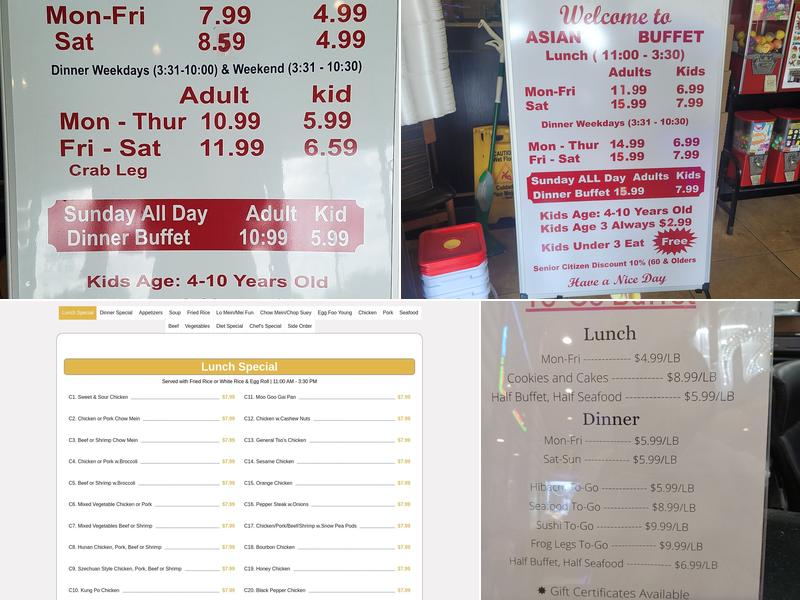 Mon-Fri 7.99 4.99
Sat 8.59 4.99
Dinner Weekdays (3:31-10:00) & Weekend (3:31 - 10:30)
Adult kid
Mon - Thur 10.99 5.99
Fri - Sat 11.99 6.59
Crab Leg
Sunday All Day Adult Kid
Dinner Buffet 10:99 5.99
Kids Age: 4-10 Years Old
Welcome to
ASIAN BUFFET
Lunch ( 11:00 - 3:30)
Adults Kids
Mon-Fri 11.99 6.99
Sat 15.99 7.99
Dinner Weekdays (3:31 - 10:30)
Mon - Thur 14.99 6.99
Fri - Sat 15.99 7.99
Sunday ALL Day Adults Kids
Dinner Buffet 15.99 7.99
Kids Age: 4-10 Years Old
Kids Age 3 Always $2.99
Kids Under 3 Eat Free
Senior Citizen Discount 10% (60 & Olders
Have a Nice Day
CAUTION
Lunch Special Dinner Special Appetizers Soup Fried Rice Lo Mein/Mei Fun Chow Mein/Chop Suey Egg Foo Young Chicken Pork Seafood
Beef Vegetables Diet Special Chef's Special Side Order
Lunch Special
Served with Fried Rice or White Rice & Egg Roll | 11:00 AM - 3:30 PM
C1. Sweet & Sour Chicken $7.99
C2. Chicken or Pork Chow Mein $7.99
C3. Beef or Shrimp Chow Mein $7.99
C4. Chicken or Pork w.Broccoli $7.99
C5. Beef or Shrimp w.Broccoli $7.99
C6. Mixed Vegetable Chicken or Pork $7.99
C7. Mixed Vegetables Beef or Shrimp $7.99
C8. Hunan Chicken, Pork, Beef or Shrimp $7.99
C9. Szechuan Style Chicken, Pork, Beef or Shrimp $7.99
C10. Kung Po Chicken $7.99
C11. Moo Goo Gai Pan $7.99
C12. Chicken w.Cashew Nuts $7.99
C13. General Tso's Chicken $7.99
C14. Sesame Chicken $7.99
C15. Orange Chicken $7.99
C16. Pepper Steak w.Onions $7.99
C17. Chicken/Pork/Beef/Shrimp w.Snow Pea Pods $7.99
C18. Bourbon Chicken $7.99
C19. Honey Chicken $7.99
C20. Black Pepper Chicken $7.99
To-Go Buffet
Lunch
Mon-Fri ------------- $4.99/LB
Cookies and Cakes ------------- $8.99/LB
Half Buffet, Half Seafood ------------- $5.99/LB
Dinner
Mon-Fri ------------- $5.99/LB
Sat-Sun ------------- $5.99/LB
Hibachi To-Go ------------- $5.99/LB
Seafood To-Go ------------- $8.99/LB
Sushi To-Go ------------- $9.99/LB
Frog Legs To-Go ------------- $9.99/LB
Half Buffet, Half Seafood ------------- $6.99/LB
✸ Gift Certificates Available